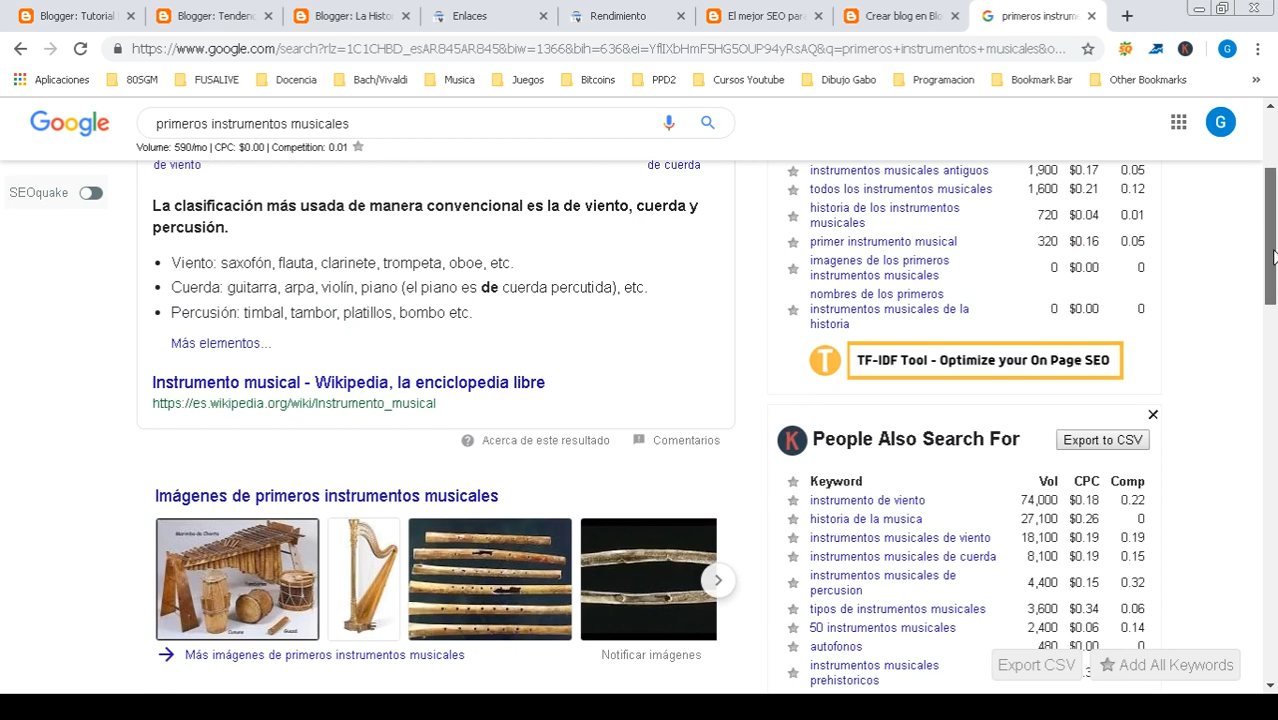 Blogger: Tutorial
Blogger: Tendenc
Blogger: La Histor
Enlaces
Rendimiento
El mejor SEO para
Crear blog en Blo
primeros instrume
https://www.google.com/search?rlz=1C1CHBD_esAR845AR845&biw=1366&bih=636&ei=YflIXbHmF5HG5OUP94yRsAQ&q=primeros+instrumentos+musicales&o...
G
Aplicaciones
80SGM
FUSALIVE
Docencia
Bach/Vivaldi
Musica
Juegos
Bitcoins
PPD2
Cursos Youtube
Dibujo Gabo
Programacion
Bookmark Bar
Other Bookmarks
»
Google
primeros instrumentos musicales
G
Volume: 590/mo | CPC: $0.00 | Competition: 0.01
SEOquake
de viento
de cuerda
La clasificación más usada de manera convencional es la de viento, cuerda y
percusión.
• Viento: saxofón, flauta, clarinete, trompeta, oboe, etc.
• Cuerda: guitarra, arpa, violín, piano (el piano es de cuerda percutida), etc.
• Percusión: timbal, tambor, platillos, bombo etc.
Más elementos...
Instrumento musical - Wikipedia, la enciclopedia libre
https://es.wikipedia.org/wiki/Instrumento_musical
Acerca de este resultado
Comentarios
Imágenes de primeros instrumentos musicales
Marimba de Chonta
Más imágenes de primeros instrumentos musicales
Notificar imágenes
instrumentos musicales antiguos 1,900 $0.17 0.05
todos los instrumentos musicales 1,600 $0.21 0.12
historia de los instrumentos
musicales 720 $0.04 0.01
primer instrumento musical 320 $0.16 0.05
imagenes de los primeros
instrumentos musicales 0 $0.00 0
nombres de los primeros
instrumentos musicales de la
historia 0 $0.00 0
T
TF-IDF Tool - Optimize your On Page SEO
K People Also Search For
Export to CSV
Keyword Vol CPC Comp
instrumento de viento 74,000 $0.18 0.22
historia de la musica 27,100 $0.26 0
instrumentos musicales de viento 18,100 $0.19 0.19
instrumentos musicales de cuerda 8,100 $0.19 0.15
instrumentos musicales de
percusion 4,400 $0.15 0.32
tipos de instrumentos musicales 3,600 $0.34 0.06
50 instrumentos musicales 2,400 $0.06 0.14
autofonos 480 $0.00 0
instrumentos musicales
prehistoricos
Export CSV
Add All Keywords